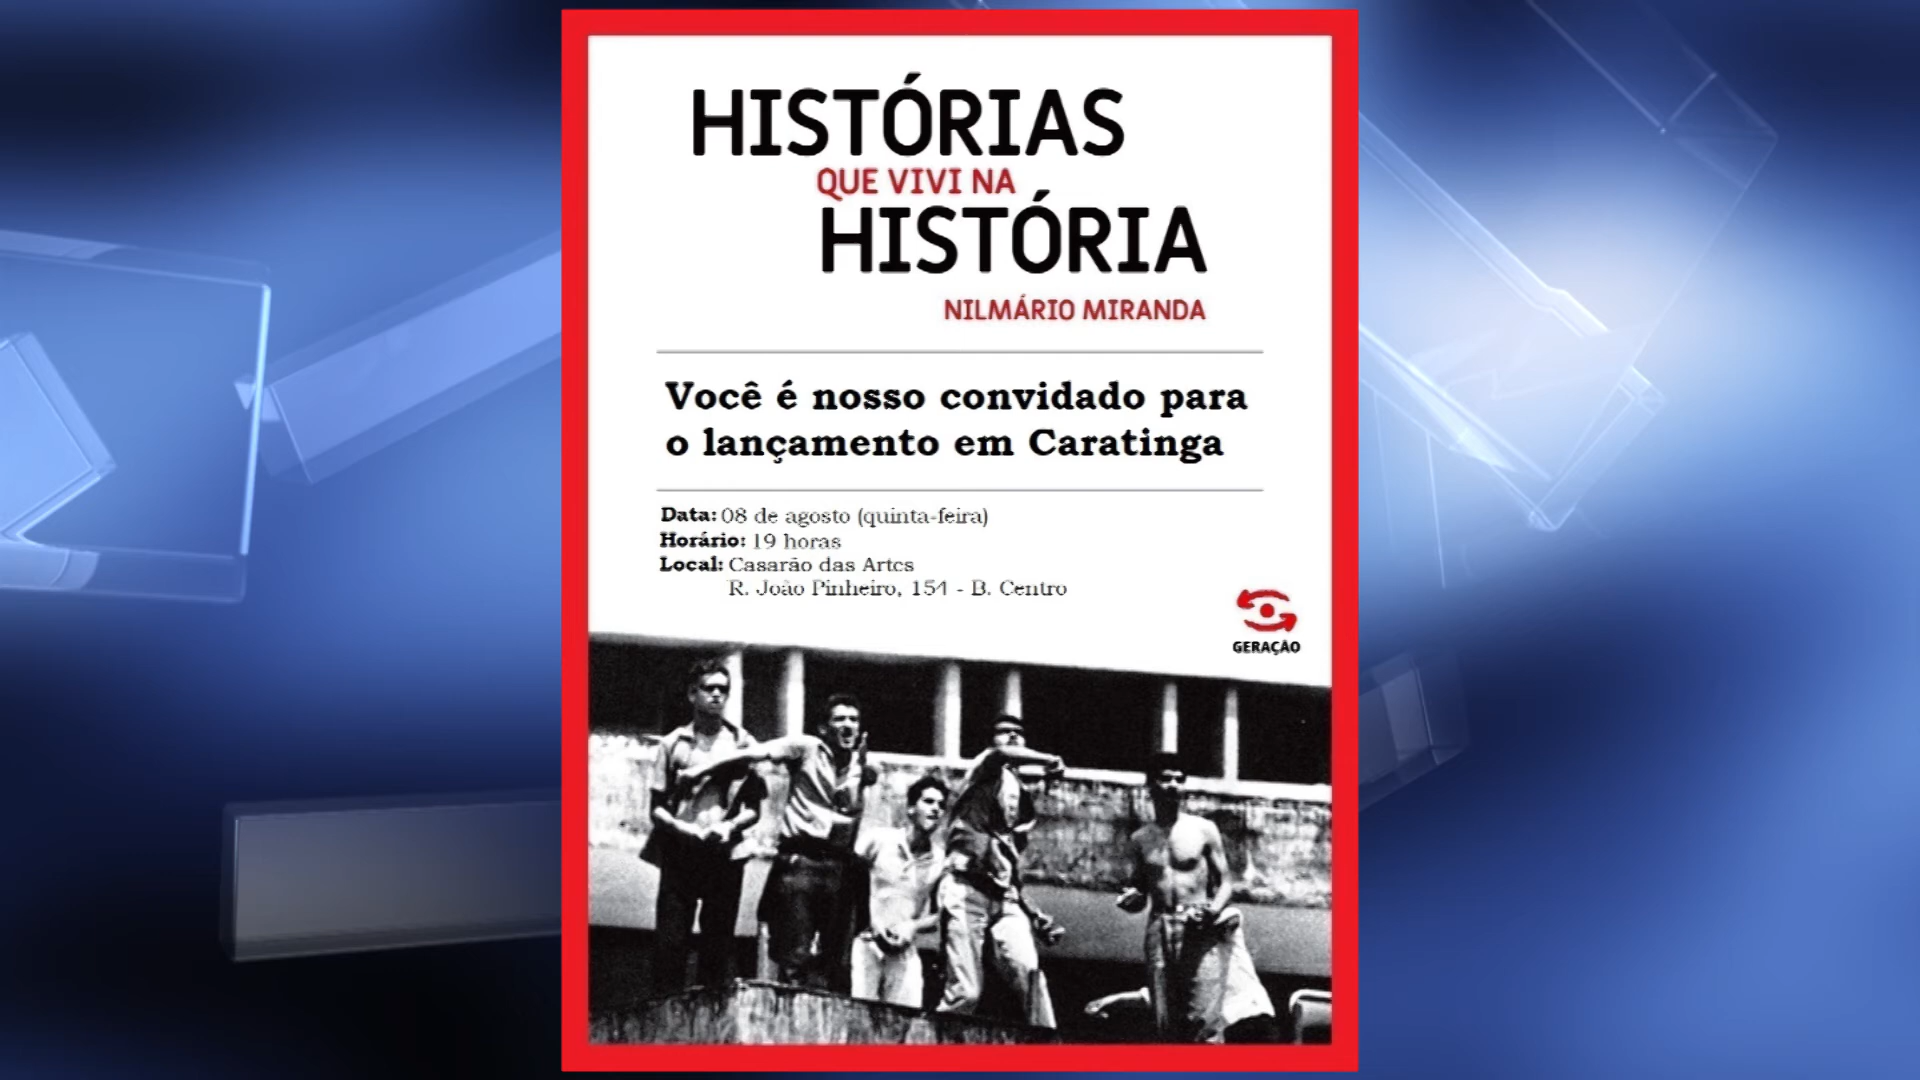 HISTÓRIAS
QUE VIVI NA
HISTÓRIA
NILMÁRIO MIRANDA
Você é nosso convidado para
o lançamento em Caratinga
Data: 08 de agosto (quinta-feira)
Horário: 19 horas
Local: Casarão das Artes
R. João Pinheiro, 154 - B. Centro
GERAÇÃO